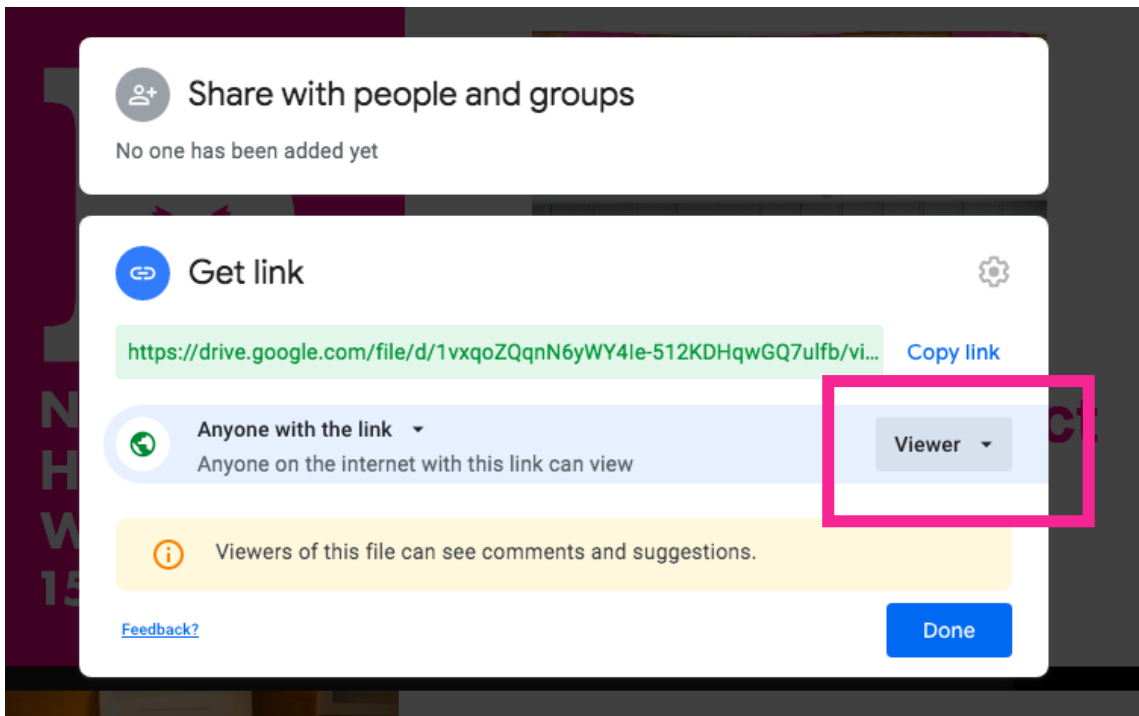 Share with people and groups
No one has been added yet
Get link
https://drive.google.com/file/d/1vxqoZQqnN6yWY4Ie-512KDHqwGQ7ulfb/vi...
Copy link
Anyone with the link
Anyone on the internet with this link can view
Viewer
Viewers of this file can see comments and suggestions.
Feedback?
Done